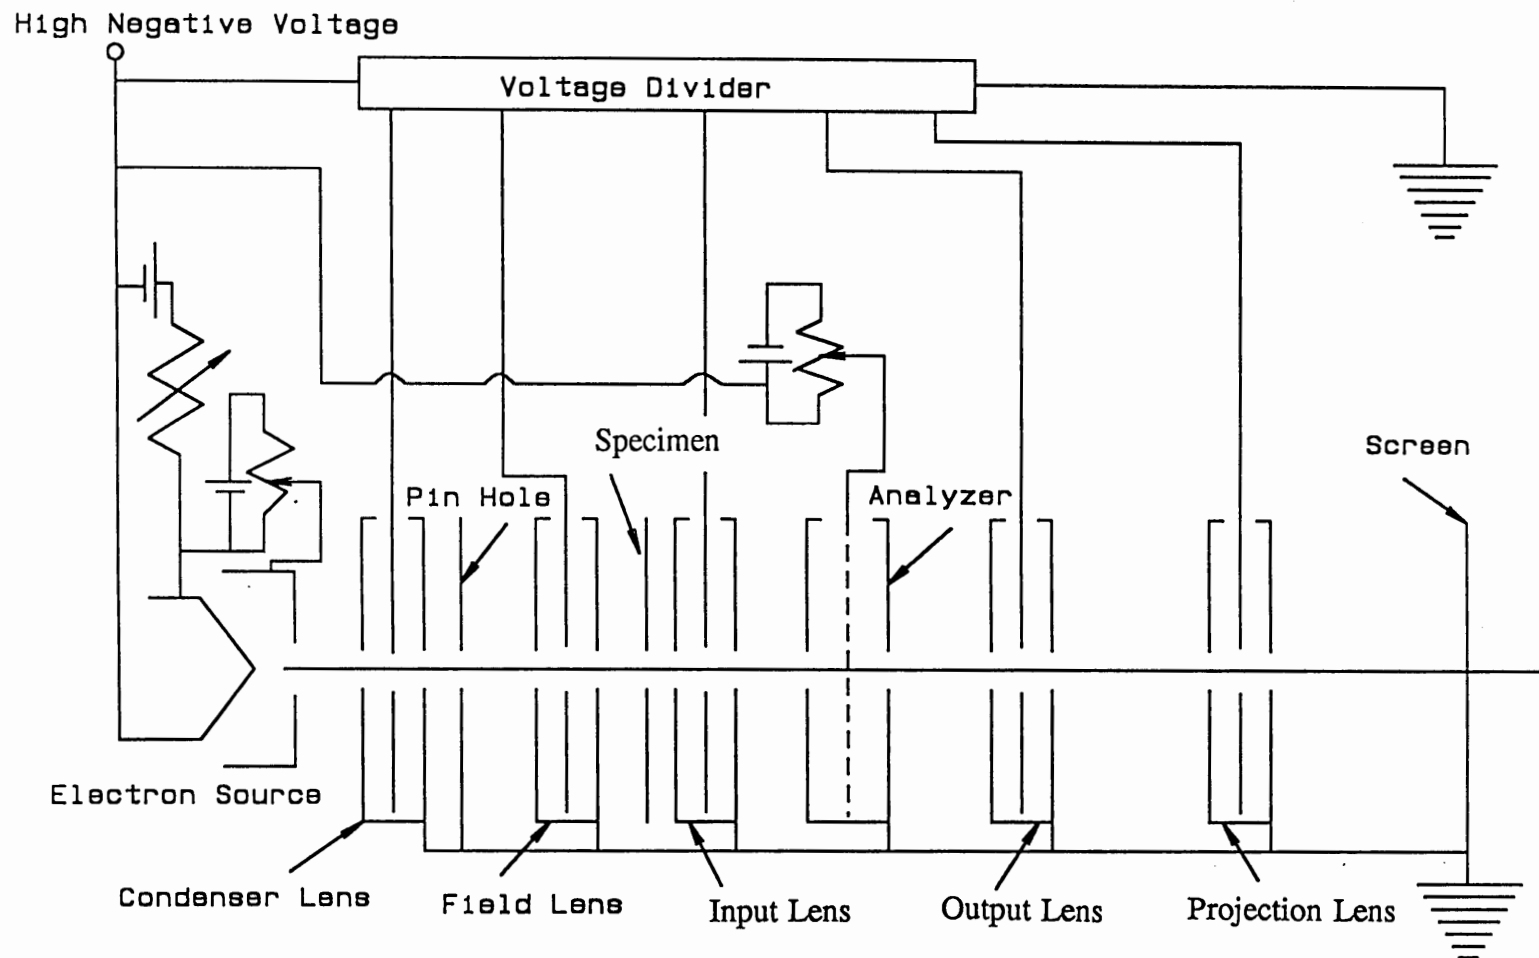 High Negative Voltage
Voltage Divider
Specimen
Screen
Pin Hole
Analyzer
Electron Source
Condenser Lens
Field Lens
Input Lens
Output Lens
Projection Lens